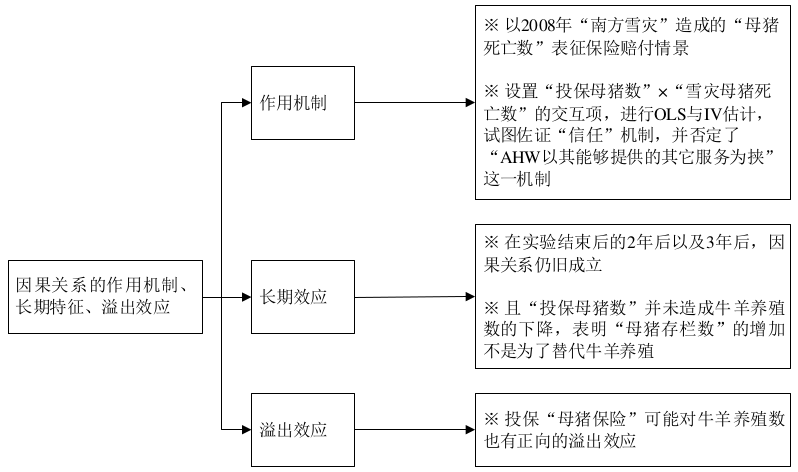 因果关系的作用机制、
长期特征、溢出效应
作用机制
※ 以2008年“南方雪灾”造成的“母猪
死亡数”表征保险赔付情景
※ 设置“投保母猪数”×“雪灾母猪死
亡数”的交互项，进行OLS与IV估计，
试图佐证“信任”机制，并否定了
“AHW以其能够提供的其它服务为挟”
这一机制
长期效应
※ 在实验结束后的2年后以及3年后，因
果关系仍旧成立
※ 且“投保母猪数”并未造成牛羊养殖
数的下降，表明“母猪存栏数”的增加
不是为了替代牛羊养殖
溢出效应
※ 投保“母猪保险”可能对牛羊养殖数
也有正向的溢出效应